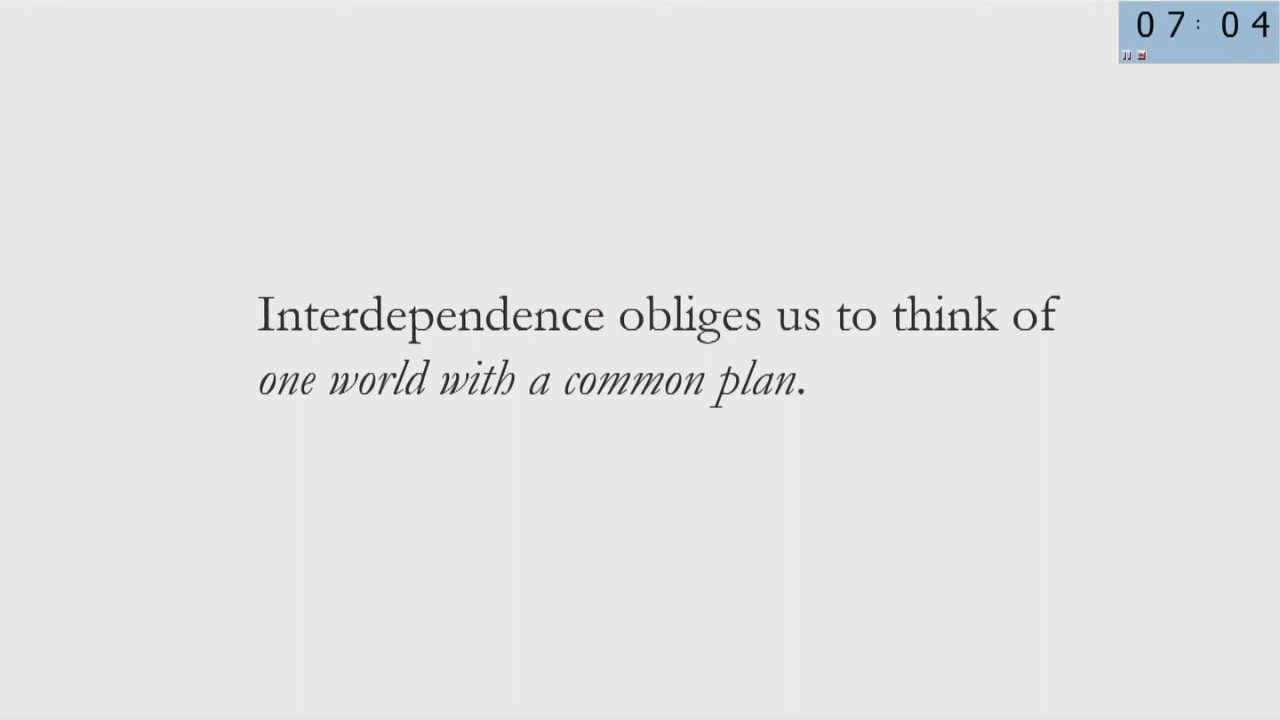 07:04
Interdependence obliges us to think of
one world with a common plan.